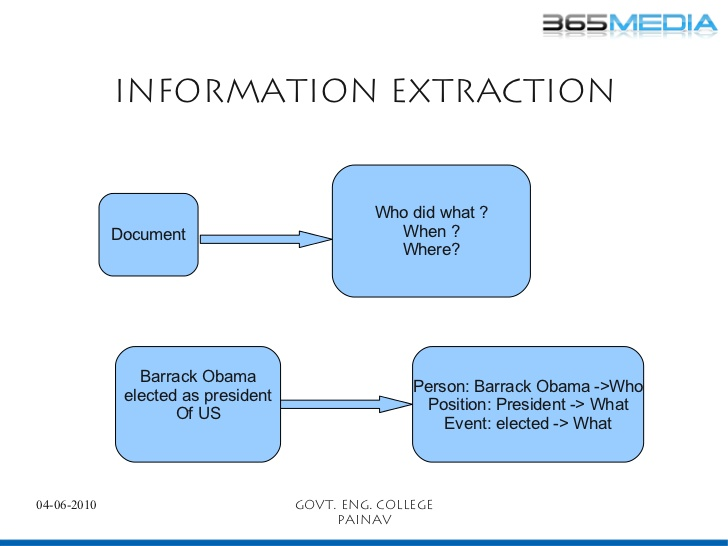 365MEDIA
INFORMATION EXTRACTION
Document
Who did what ?
When ?
Where?
Barrack Obama
elected as president
Of US
Person: Barrack Obama ->Who
Position: President -> What
Event: elected -> What
04-06-2010
GOVT. ENG. COLLEGE
PAINAV